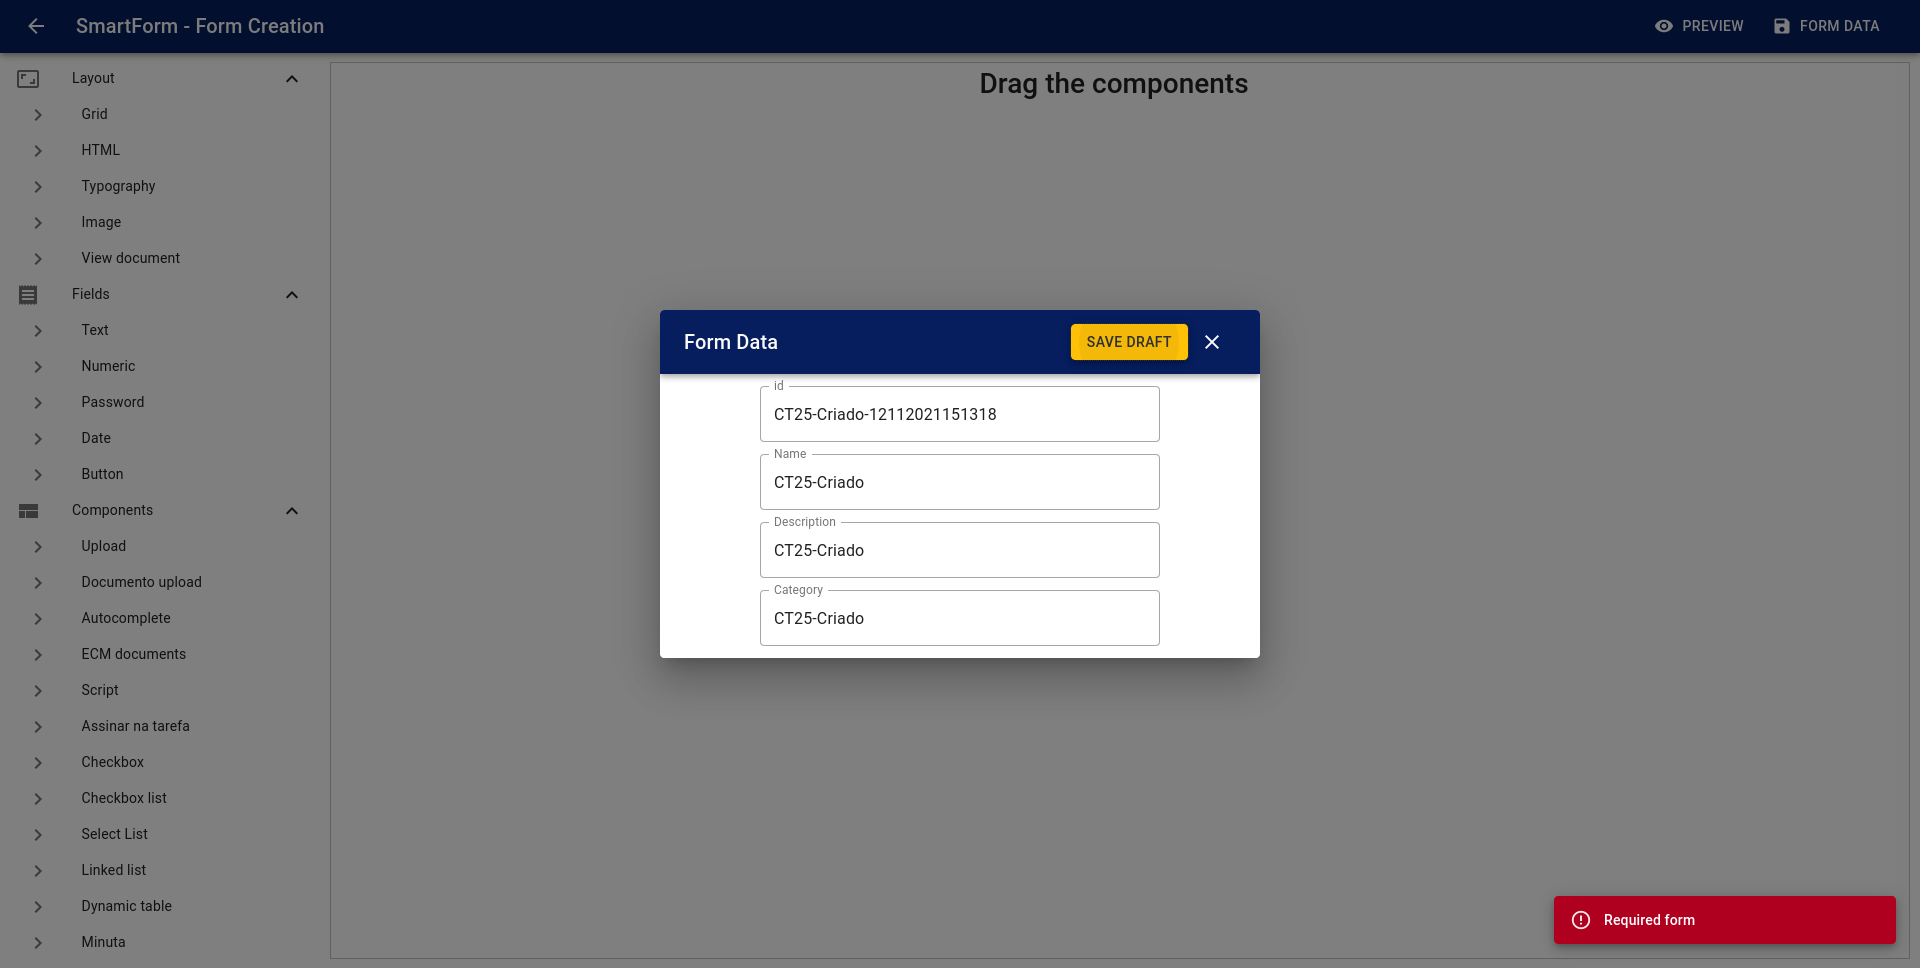 SmartForm - Form Creation
PREVIEW
FORM DATA
Layout
Grid
HTML
Typography
Image
View document
Fields
Text
Numeric
Password
Date
Button
Components
Upload
Documento upload
Autocomplete
ECM documents
Script
Assinar na tarefa
Checkbox
Checkbox list
Select List
Linked list
Dynamic table
Minuta
Drag the components
Form Data
SAVE DRAFT
id
CT25-Criado-12112021151318
Name
CT25-Criado
Description
CT25-Criado
Category
CT25-Criado
Required form